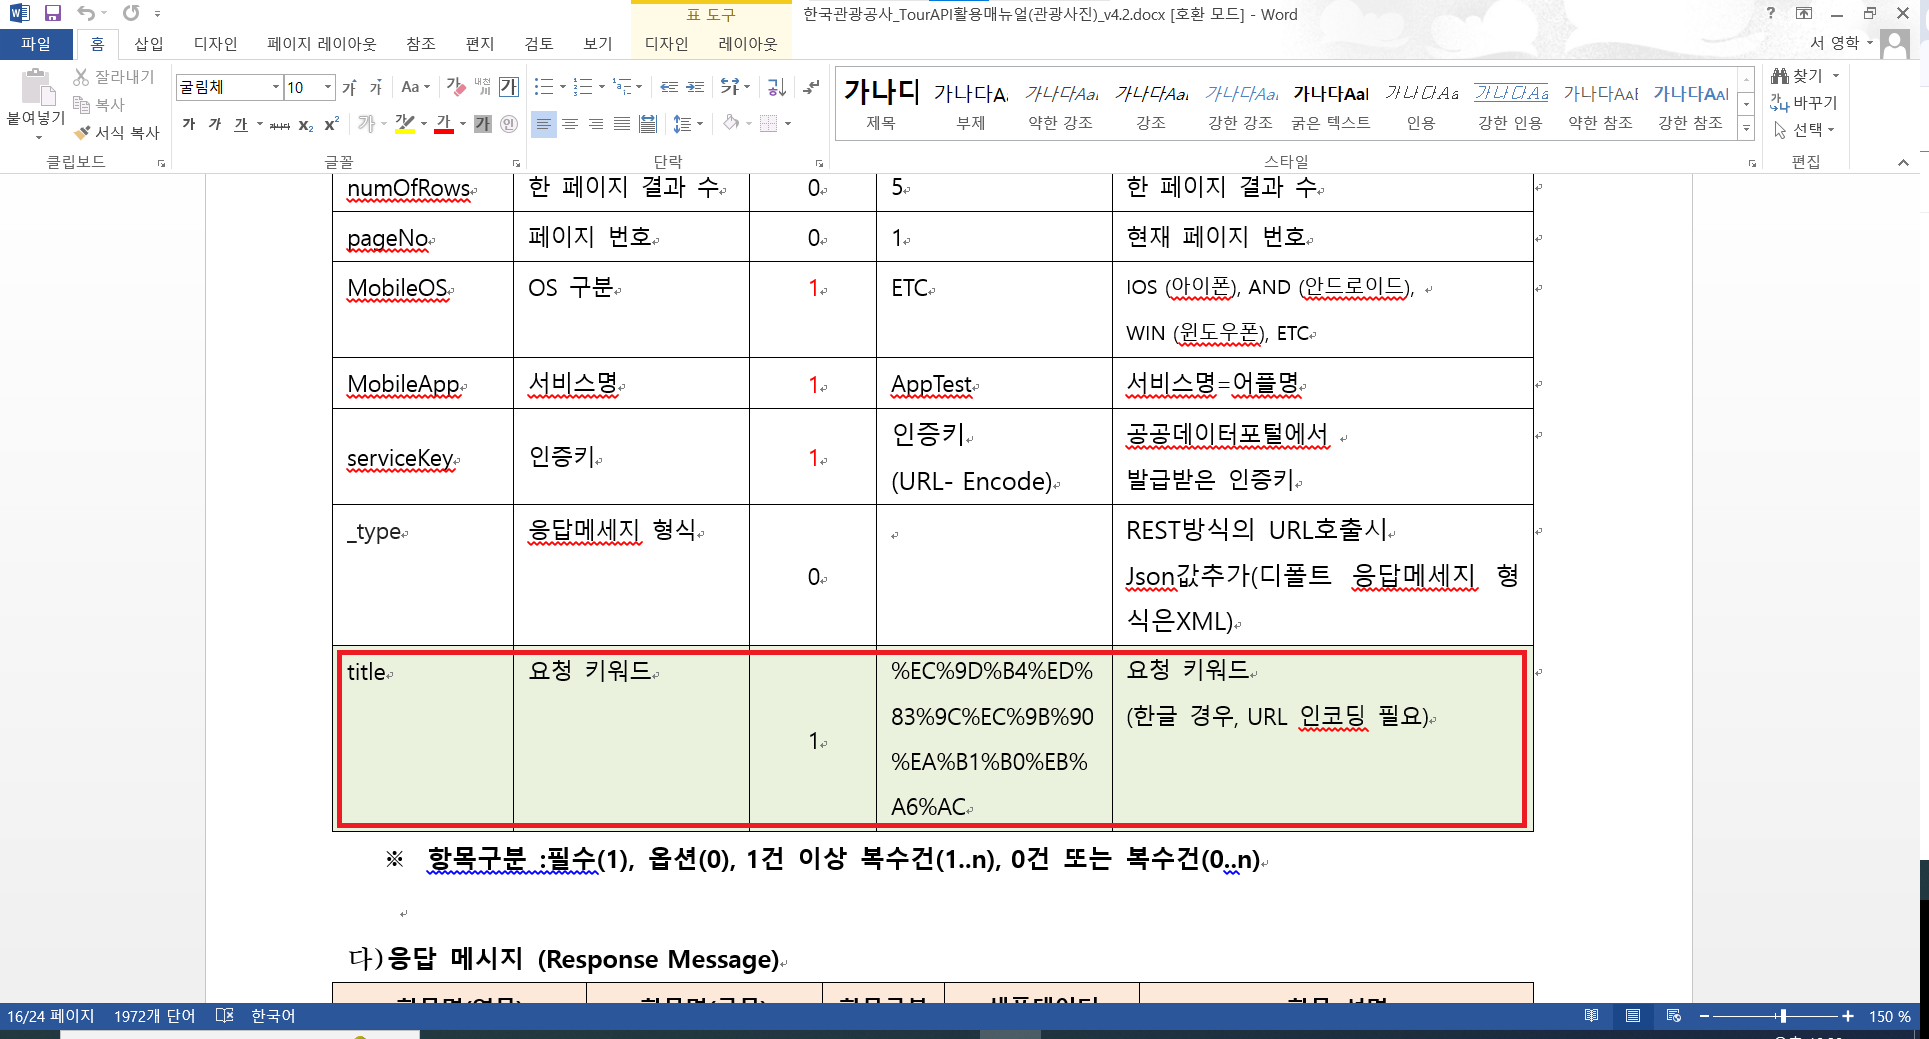 표 도구
한국관광공사_TourAPI활용매뉴얼(관광사진)_v4.2.docx [호환 모드] - Word
파일 홈 삽입 디자인 페이지 레이아웃 참조 편지 검토 보기 디자인 레이아웃 서 영학
붙여넣기
잘라내기
복사
서식 복사
클립보드
굴림체 10
글꼴
단락
가나다 제목
가나다A 부제
가나다Aa 약한 강조
가나다Aa 강조
가나다Aa 강한 강조
가나다Aa 굵은 텍스트
가나다Aa 인용
가나다Aa 강한 인용
가나다AaB 약한 참조
가나다AaB 강한 참조
스타일
찾기
바꾸기
선택
편집
numOfRows 한 페이지 결과 수 0 5 한 페이지 결과 수
pageNo 페이지 번호 0 1 현재 페이지 번호
MobileOS OS 구분 1 ETC IOS (아이폰), AND (안드로이드),
WIN (윈도우폰), ETC
MobileApp 서비스명 1 AppTest 서비스명=어플명
serviceKey 인증키 1 인증키
(URL- Encode)
공공데이터포털에서
발급받은 인증키
_type 응답메세지 형식 0 REST방식의 URL호출시
Json값추가(디폴트 응답메세지 형
식은XML)
title 요청 키워드 1 %EC%9D%B4%ED%
83%9C%EC%9B%90
%EA%B1%B0%EB%
A6%AC
요청 키워드
(한글 경우, URL 인코딩 필요)
※ 항목구분 :필수(1), 옵션(0), 1건 이상 복수건(1..n), 0건 또는 복수건(0..n)
다)응답 메시지 (Response Message)
16/24 페이지 1972개 단어 한국어 150 %